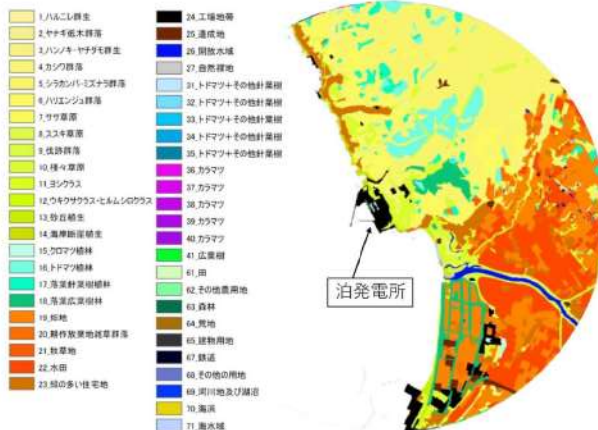 1_ハルニレ群生
2_ヤナギ低木群落
3_ハンノキ-ヤチダモ群生
4_カシワ群落
5_シラカンバ-ミズナラ群落
6_ハリエンジュ群落
7_ササ草原
8_ススキ草原
9_伐跡群落
10_様々草原
11_ヨシクラス
12_ウキクサクラス・ヒルムシロクラス
13_砂丘植生
14_海岸断崖植生
15_クロマツ植林
16_トドマツ植林
17_落葉針葉樹植林
18_落葉広葉樹林
19_畑地
20_耕作放棄地雑草群落
21_牧草地
22_水田
23_緑の多い住宅地
24_工場地帯
25_造成地
26_開放水域
27_自然裸地
31_トドマツ+その他針葉樹
32_トドマツ+その他針葉樹
33_トドマツ+その他針葉樹
34_トドマツ+その他針葉樹
35_トドマツ+その他針葉樹
36_カラマツ
37_カラマツ
38_カラマツ
39_カラマツ
40_カラマツ
41_広葉樹
61_田
62_その他農用地
63_森林
64_荒地
65_建物用地
67_鉄道
68_その他の用地
69_河川地及び湖沼
70_海浜
71_海水域
泊発電所